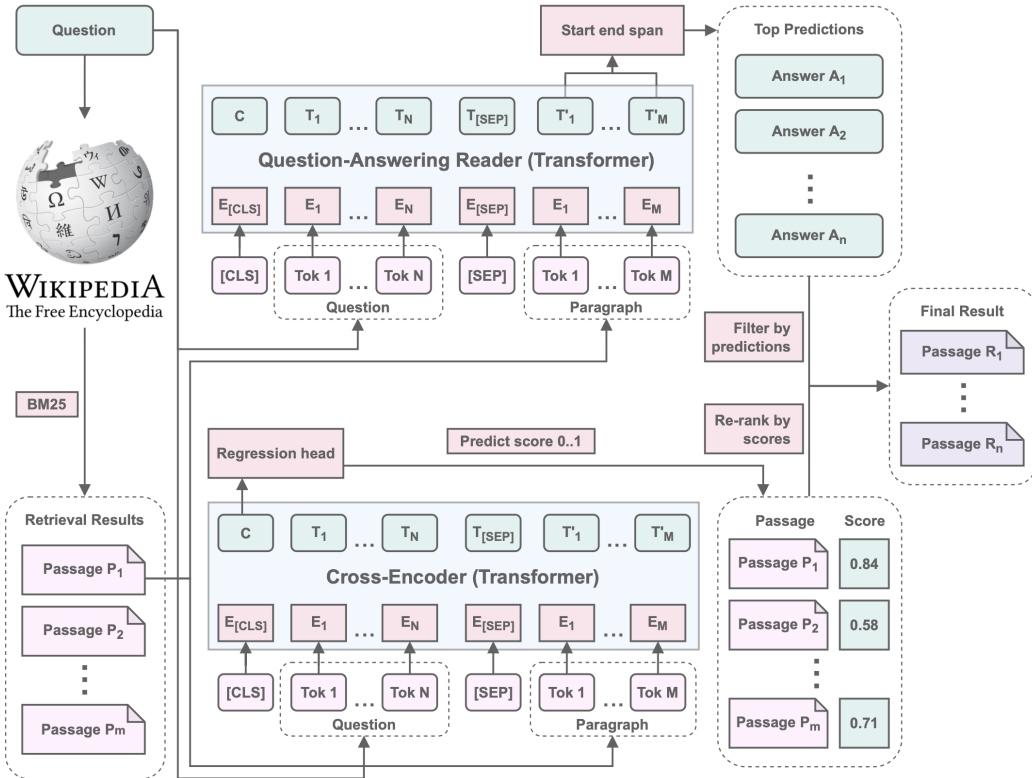 Question
Ω
W
И
維
7
WIKIPEDIA
The Free Encyclopedia
BM25
Retrieval Results
Passage P1
Passage P2
Passage Pm
Start end span
C T1 ... TN T[SEP] T'1 ... T'M
Question-Answering Reader (Transformer)
E[CLS] E1 ... EN E[SEP] E1 ... EM
[CLS] Tok 1 ... Tok N [SEP] Tok 1 ... Tok M
Question Paragraph
Regression head
Predict score 0..1
C T1 ... TN T[SEP] T'1 ... T'M
Cross-Encoder (Transformer)
E[CLS] E1 ... EN E[SEP] E1 ... EM
[CLS] Tok 1 ... Tok N [SEP] Tok 1 ... Tok M
Question Paragraph
Top Predictions
Answer A1
Answer A2
Answer An
Filter by
predictions
Re-rank by
scores
Passage Score
Passage P1 0.84
Passage P2 0.58
Passage Pm 0.71
Final Result
Passage R1
Passage Rn